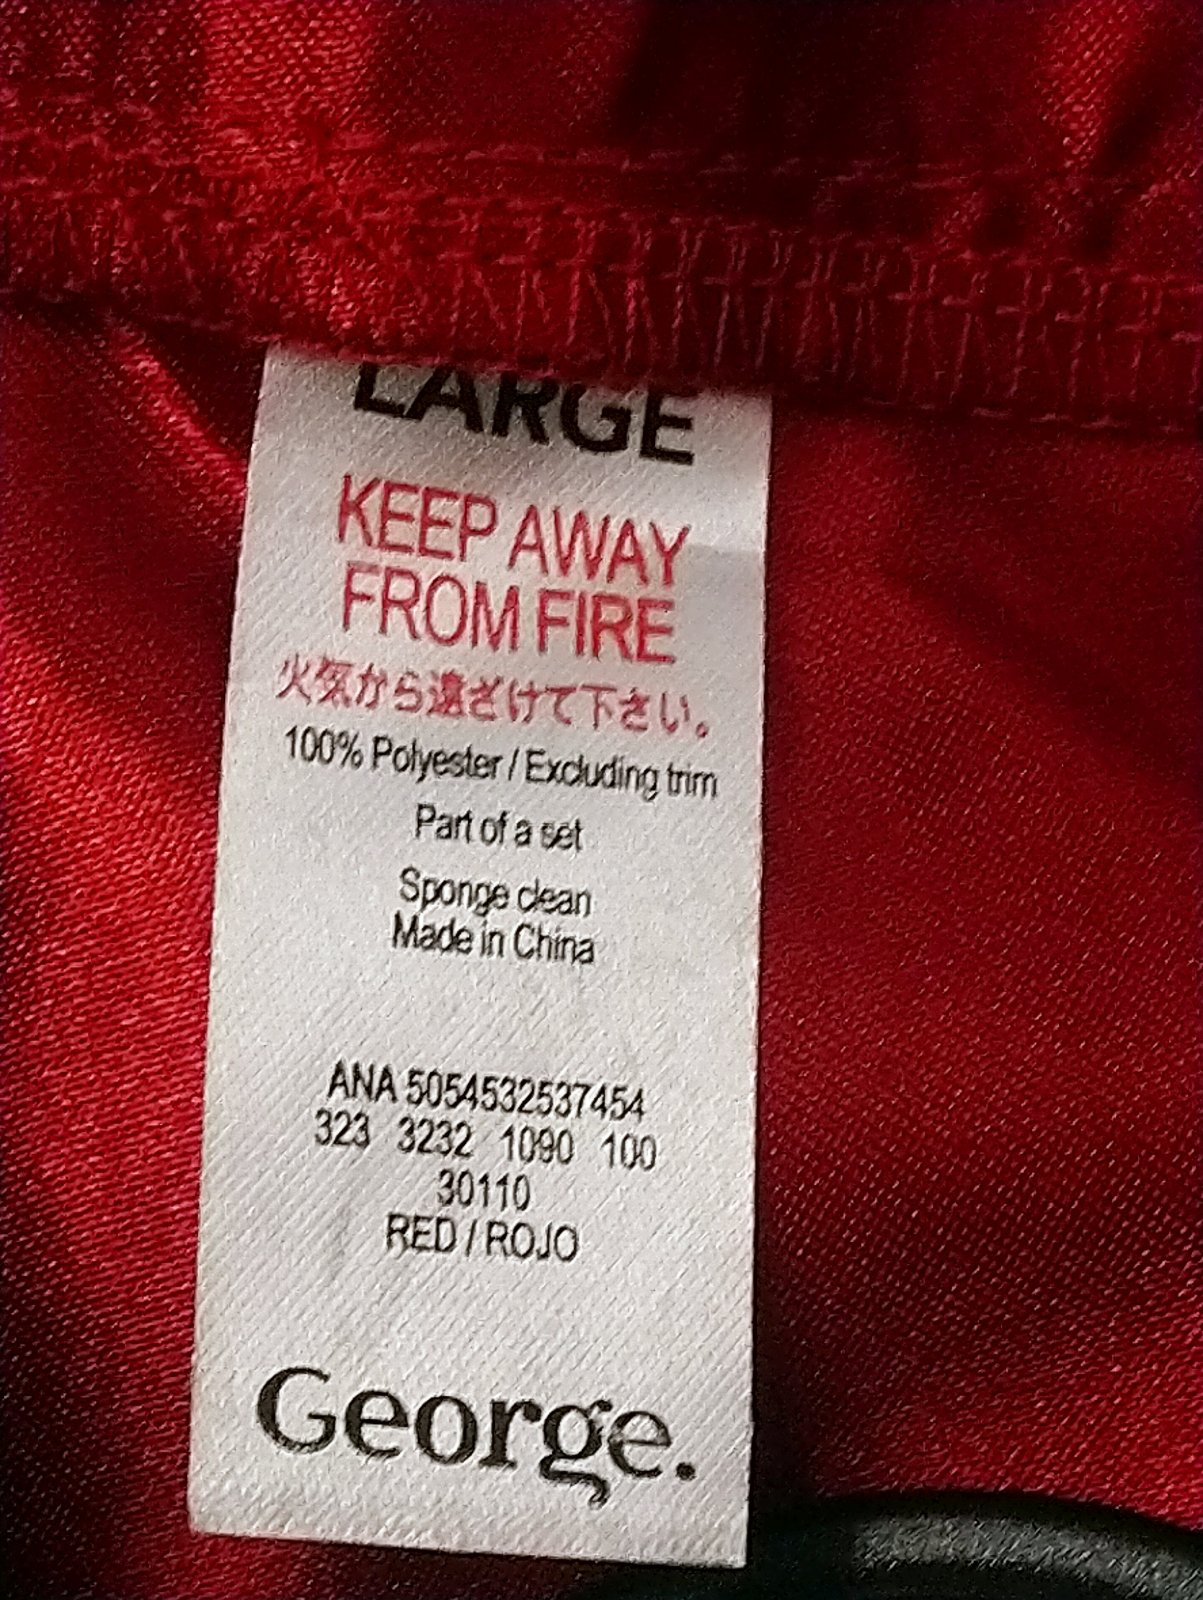 LARGE
KEEP AWAY
FROM FIRE
火気から遠ざけて下さい。
100% Polyester / Excluding trim
Part of a set
Sponge clean
Made in China
ANA 5054532537454
323 3232 1090 100
30110
RED / ROJO
George.